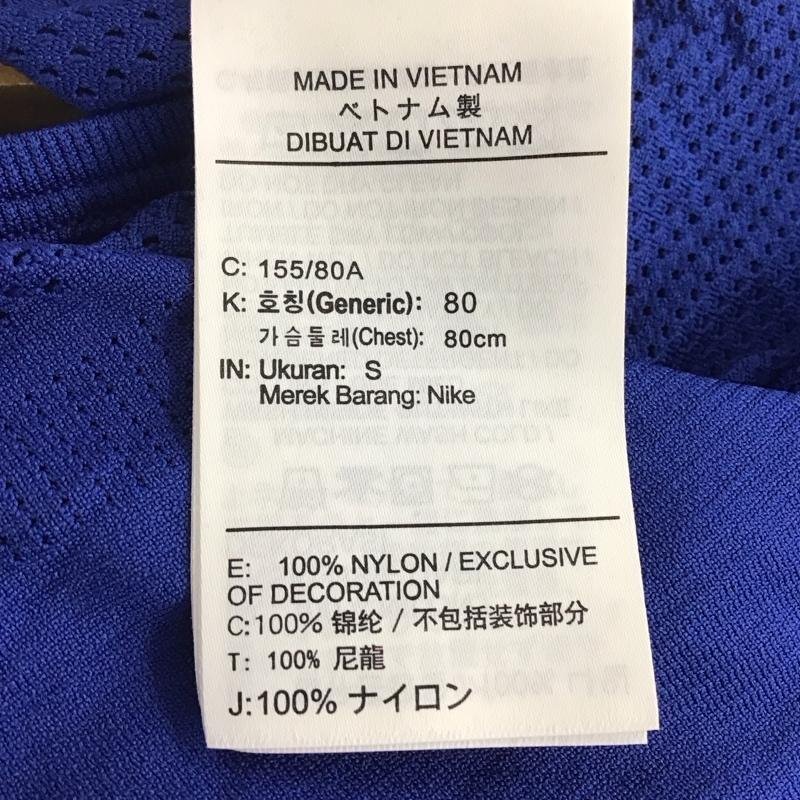 MADE IN VIETNAM
ベトナム製
DIBUAT DI VIETNAM
C: 155/80A
K: 호칭(Generic): 80
가슴둘레(Chest): 80cm
IN: Ukuran: S
Merek Barang: Nike
E: 100% NYLON / EXCLUSIVE
OF DECORATION
C:100% 锦纶 / 不包括装饰部分
T: 100% 尼龍
J:100% ナイロン